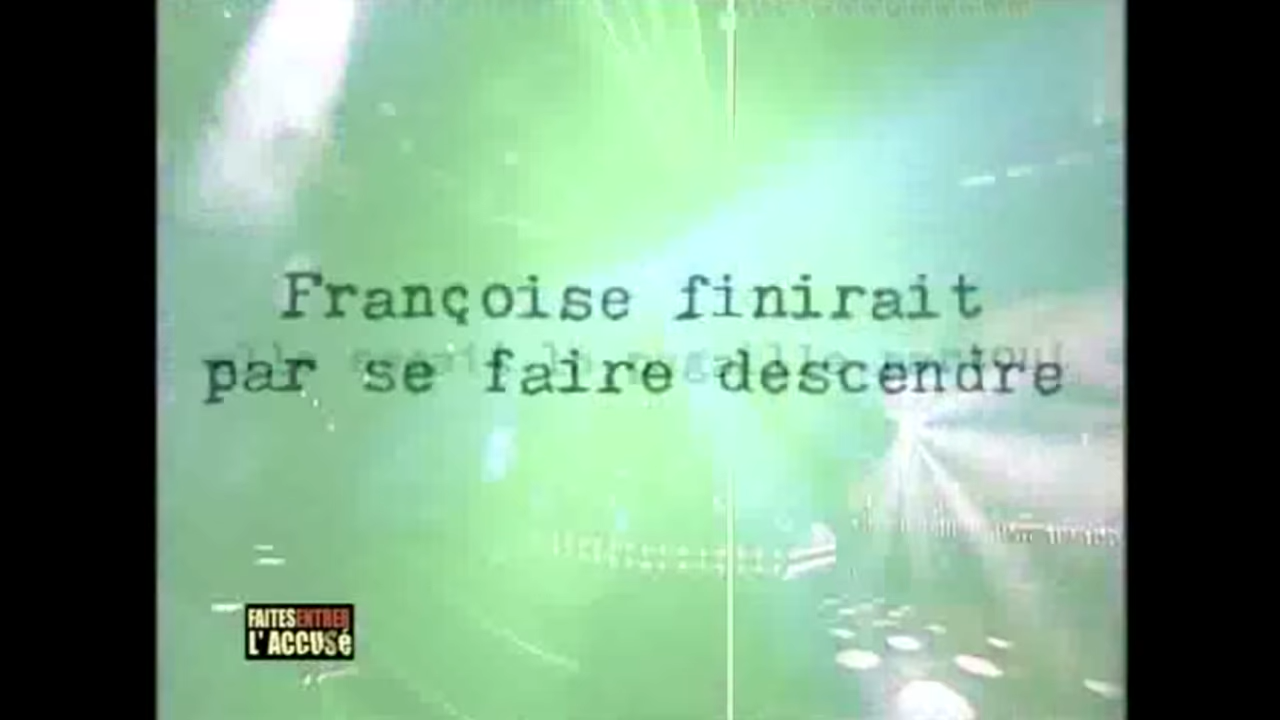 Françoise finirait
par se faire descendre
FAITES ENTRER
L'ACCUSé